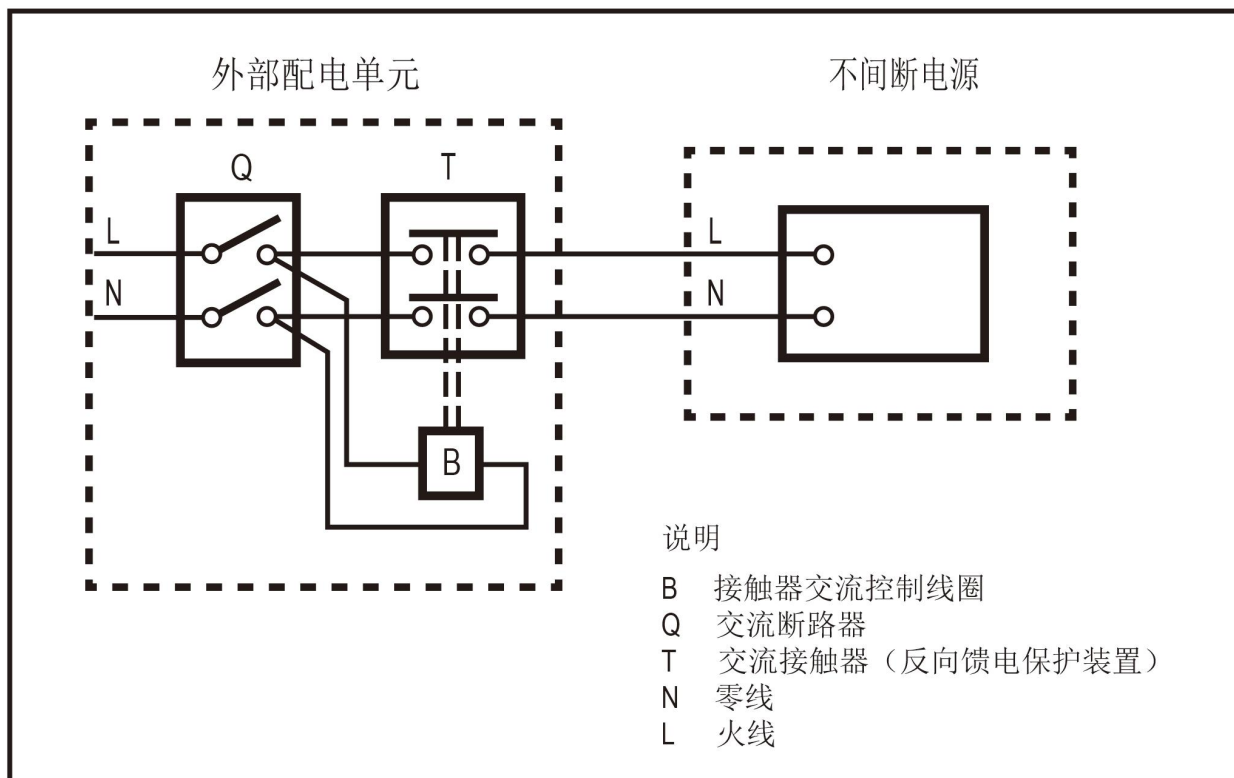 外部配电单元
不间断电源
Q
T
L
N
L
N
B
说明
B 接触器交流控制线圈
Q 交流断路器
T 交流接触器（反向馈电保护装置）
N 零线
L 火线